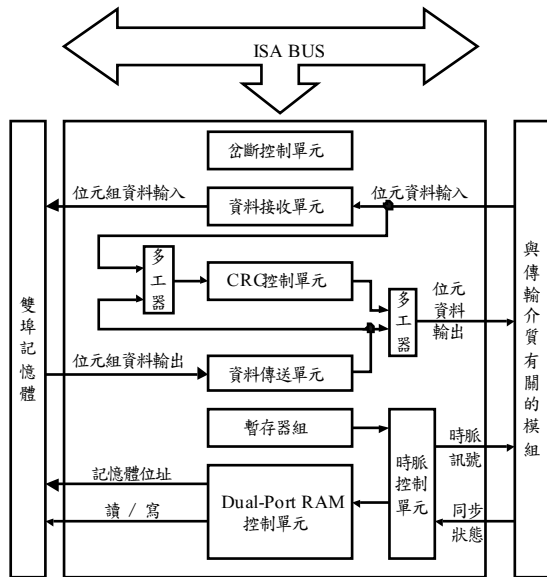 ISA BUS
岔斷控制單元
位元組資料輸入
資料接收單元
位元資料輸入
多工器
CRC控制單元
多工器
位元
資料
輸出
雙埠記憶體
與傳輸介質有關的模組
位元組資料輸出
資料傳送單元
暫存器組
時脈
訊號
時脈
控制
單元
記憶體位址
Dual-Port RAM
控制單元
讀 / 寫
同步
狀態